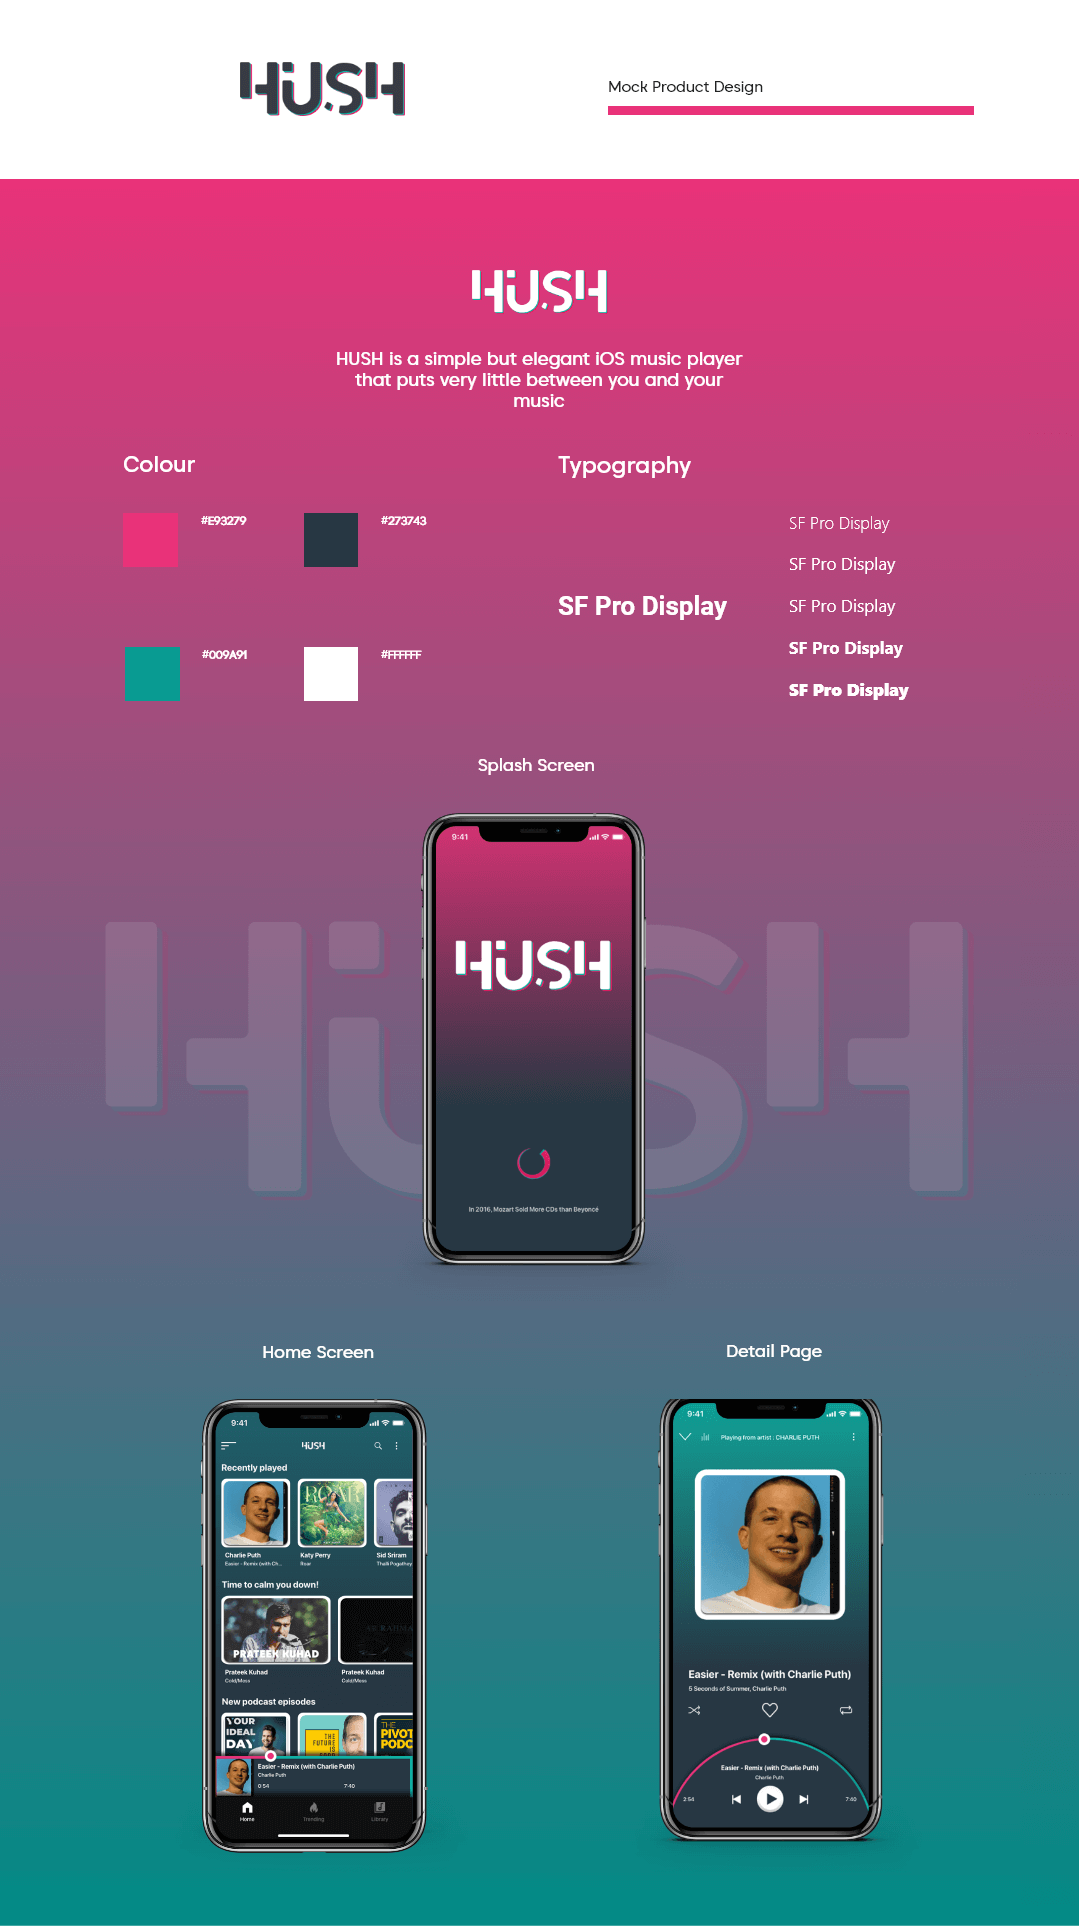 HUSH
Mock Product Design
HUSH
HUSH is a simple but elegant iOS music player
that puts very little between you and your
music
Colour
Typography
#E93279
#273743
#009A91
#FFFFFF
SF Pro Display
SF Pro Display
SF Pro Display
SF Pro Display
SF Pro Display
SF Pro Display
Splash Screen
HUSH
9:41
HUSH
In 2016, Mozart Sold More CDs than Beyoncé
Home Screen
9:41
HUSH
Recently played
ROAR
Charlie Puth
Easier - Remix (with Ch...
Katy Perry
Roar
Sid Sriram
Thalli Pogathey
Time to calm you down!
PRATEEK KUHAD
Prateek Kuhad
Cold/Mess
Prateek Kuhad
Cold/Mess
New podcast episodes
YOUR
IDEAL
DAY
THE
FUTURE
IS
THE
PIVOT
PODC
Easier - Remix (with Charlie Puth)
Charlie Puth
0:54
7:40
Home
Trending
Library
Detail Page
9:41
Playing from artist : CHARLIE PUTH
Easier - Remix (with Charlie Puth)
5 Seconds of Summer, Charlie Puth
Easier - Remix (with Charlie Puth)
Charlie Puth
2:54
7:40